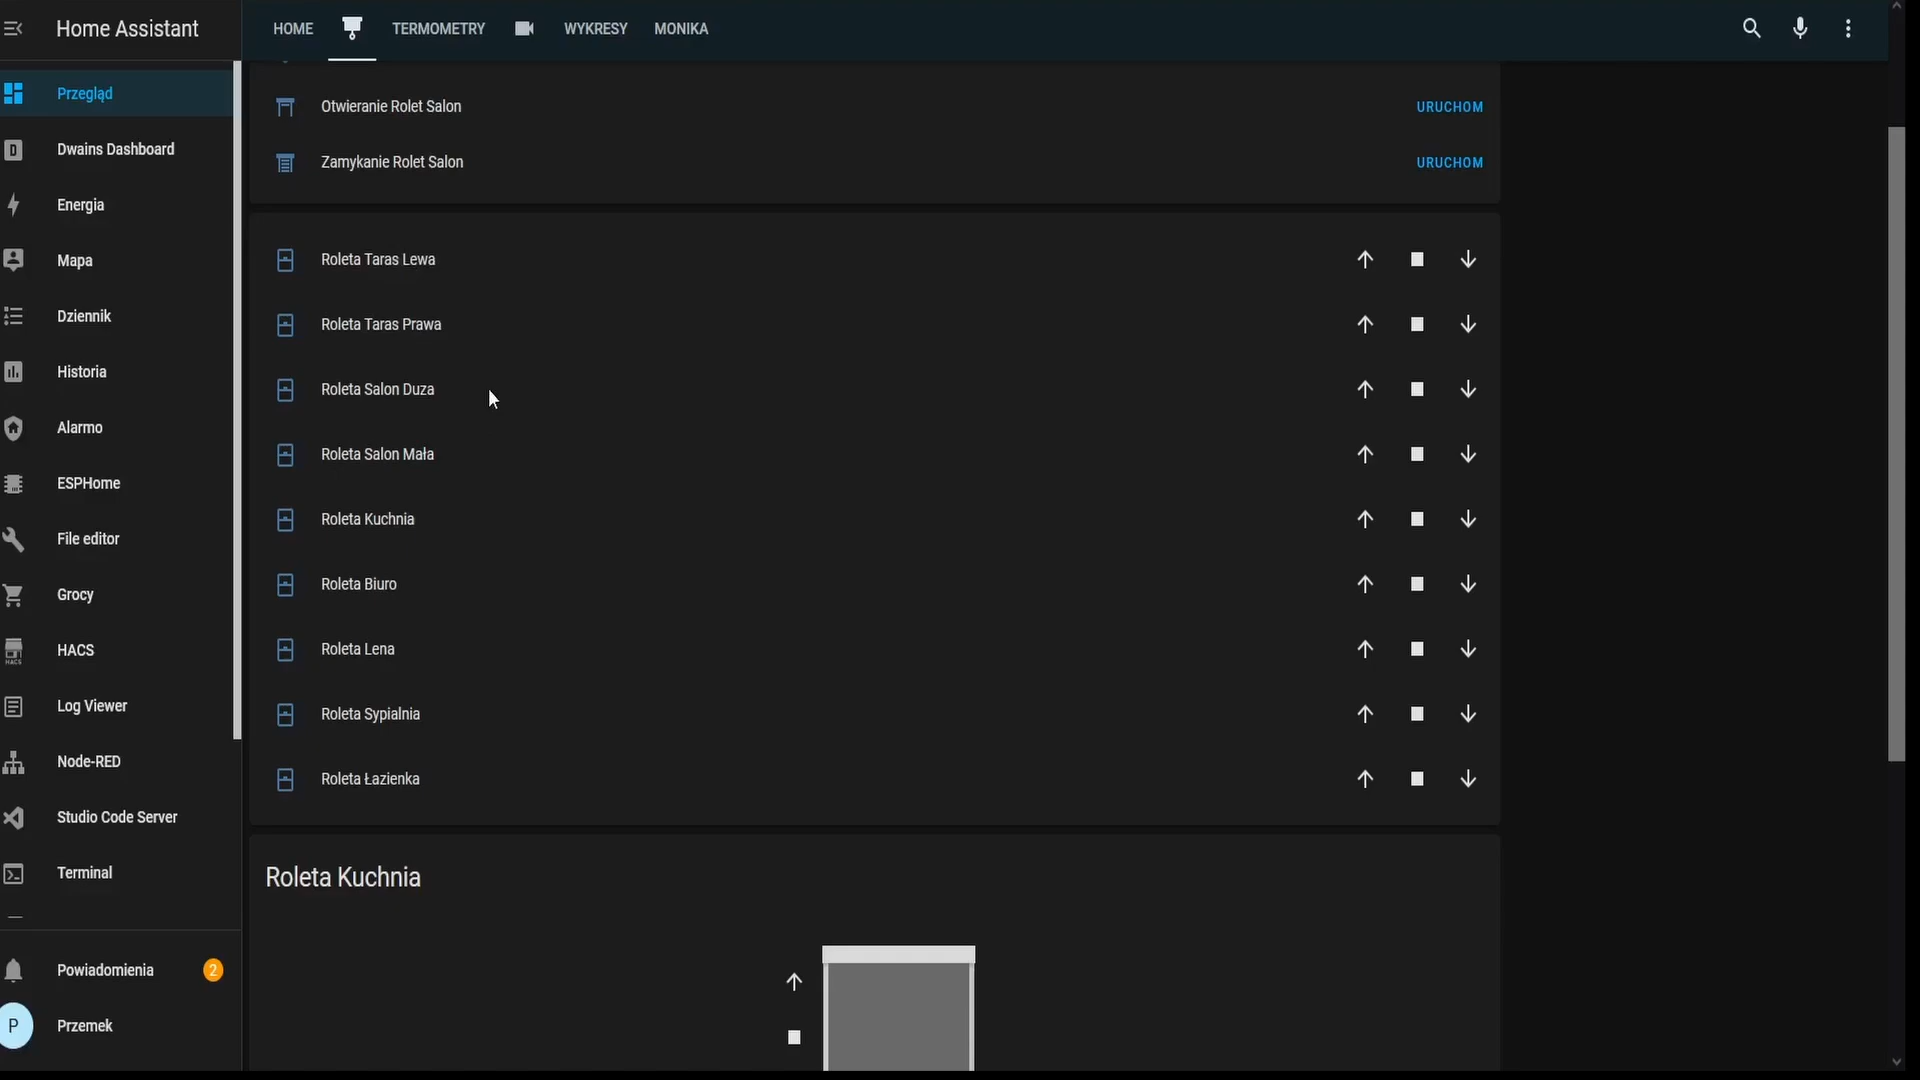 Home Assistant
HOME
TERMOMETRY
WYKRESY
MONIKA
Przegląd
Dwains Dashboard
Energia
Mapa
Dziennik
Historia
Alarmo
ESPHome
File editor
Grocy
HACS
HACS
Log Viewer
Node-RED
Studio Code Server
Terminal
Powiadomienia 2
P Przemek
Otwieranie Rolet Salon URUCHOM
Zamykanie Rolet Salon URUCHOM
Roleta Taras Lewa
Roleta Taras Prawa
Roleta Salon Duza
Roleta Salon Mała
Roleta Kuchnia
Roleta Biuro
Roleta Lena
Roleta Sypialnia
Roleta Łazienka
Roleta Kuchnia